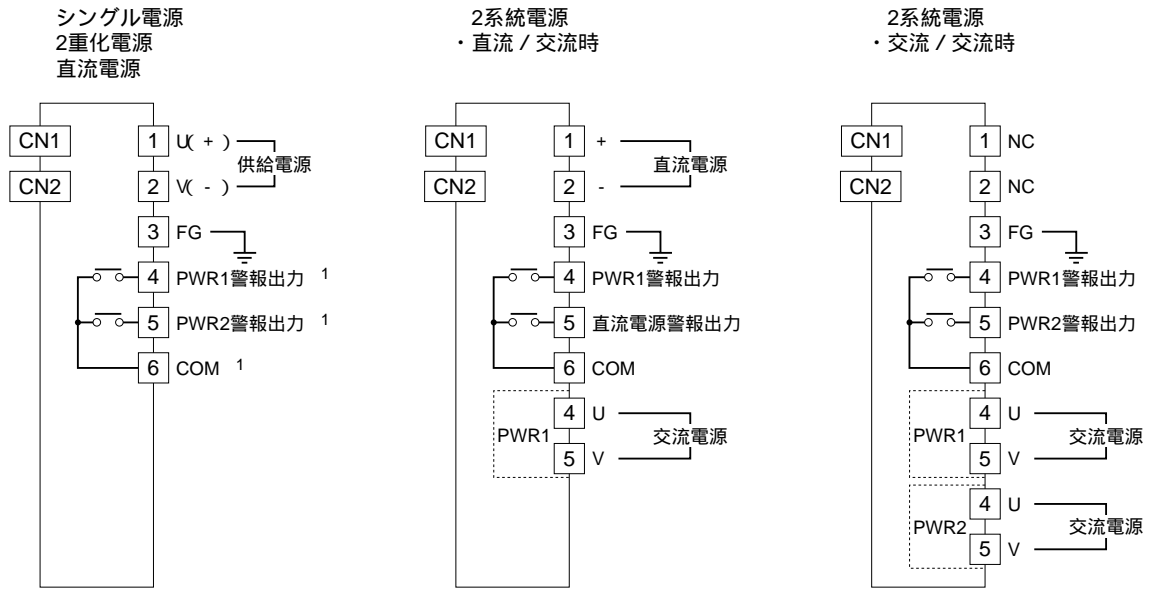 シングル電源
2重化電源
直流電源
CN1
CN2
1 U( + )
供給電源
2 V( - )
3 FG
4 PWR1警報出力 1
5 PWR2警報出力 1
6 COM 1
2系統電源
・直流 / 交流時
CN1
CN2
1 +
直流電源
2 -
3 FG
4 PWR1警報出力
5 直流電源警報出力
6 COM
PWR1
4 U
交流電源
5 V
2系統電源
・交流 / 交流時
CN1
CN2
1 NC
2 NC
3 FG
4 PWR1警報出力
5 PWR2警報出力
6 COM
PWR1
4 U
交流電源
5 V
PWR2
4 U
交流電源
5 V